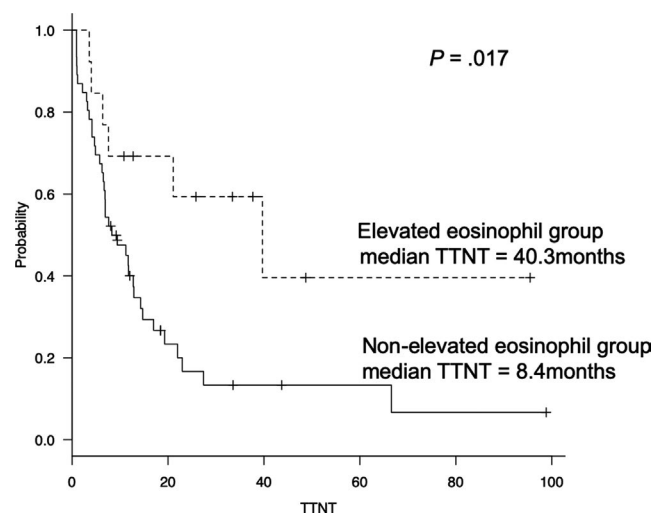 1.0
P = .017
0.8
0.6
Probability
Elevated eosinophil group
median TTNT = 40.3months
0.4
Non-elevated eosinophil group
median TTNT = 8.4months
0.2
0.0
0 20 40 60 80 100
TTNT